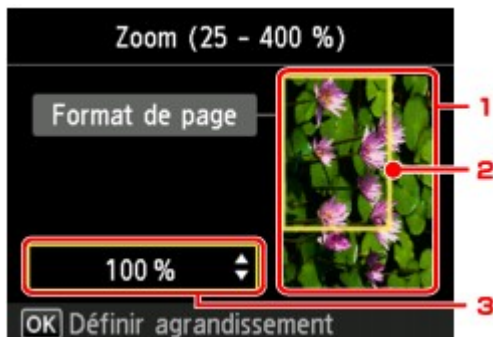 Zoom (25 - 400 %)
Format de page
1
2
100 %
3
OK Définir agrandissement